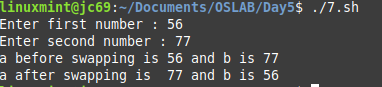 linuxmint@jc69:~/Documents/OSLAB/Day5$ ./7.sh
Enter first number : 56
Enter second number : 77
a before swapping is 56 and b is 77
a after swapping is  77 and b is 56